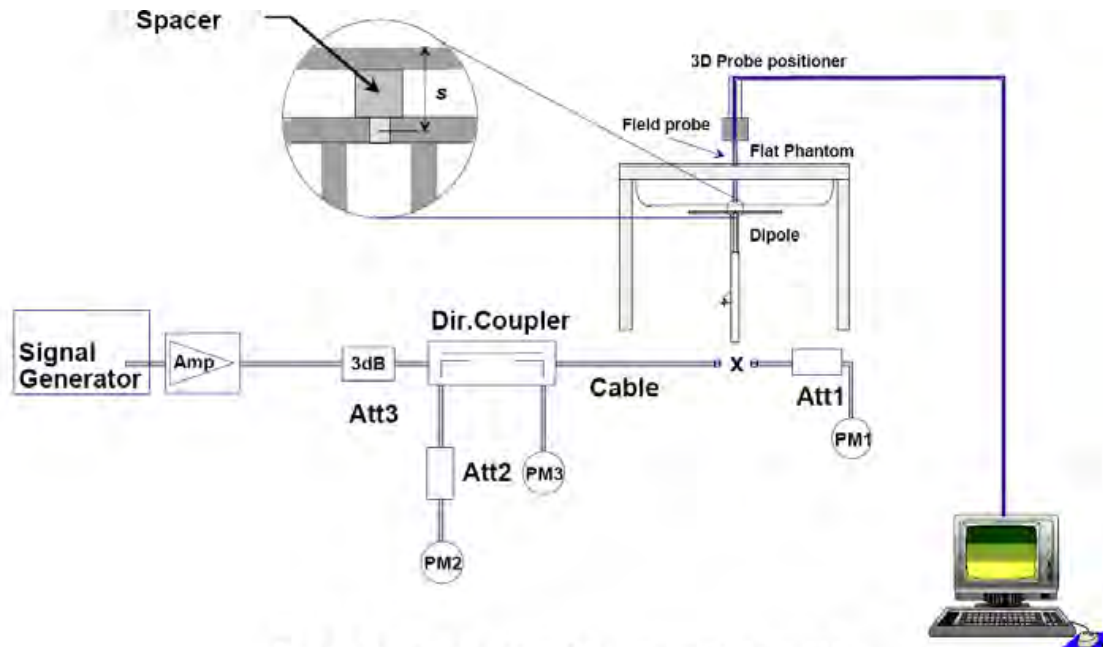 Spacer
s
3D Probe positioner
Field probe
Flat Phantom
Dipole
Signal
Generator
Amp
3dB
Att3
Dir.Coupler
Cable
X
Att1
PM1
Att2
PM3
PM2